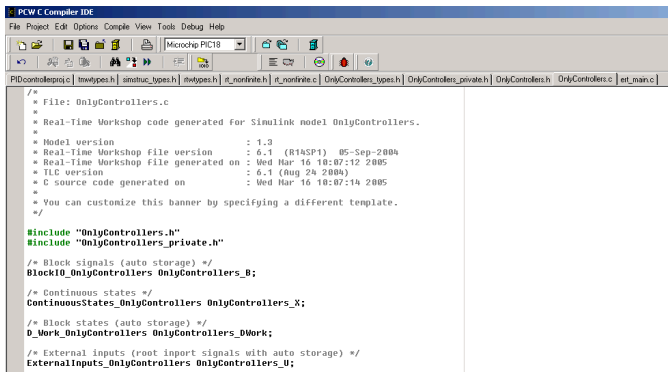 PCW C Compiler IDE
File Project Edit Options Compile View Tools Debug Help
Microchip PIC18
PIDcontrollerproj.c tmwtypes.h simstruc_types.h rtwtypes.h rt_nonfinite.h rt_nonfinite.c OnlyControllers_types.h OnlyControllers_private.h OnlyControllers.h OnlyControllers.c ert_main.c
/*
* File: OnlyControllers.c
*
* Real-Time Workshop code generated for Simulink model OnlyControllers.
*
* Model version : 1.3
* Real-Time Workshop file version : 6.1 (R14SP1) 05-Sep-2004
* Real-Time Workshop file generated on : Wed Mar 16 10:07:12 2005
* TLC version : 6.1 (Aug 24 2004)
* C source code generated on : Wed Mar 16 10:07:14 2005
*
* You can customize this banner by specifying a different template.
*/
#include "OnlyControllers.h"
#include "OnlyControllers_private.h"
/* Block signals (auto storage) */
BlockIO_OnlyControllers OnlyControllers_B;
/* Continuous states */
ContinuousStates_OnlyControllers OnlyControllers_X;
/* Block states (auto storage) */
D_Work_OnlyControllers OnlyControllers_DWork;
/* External inputs (root inport signals with auto storage) */
ExternalInputs_OnlyControllers OnlyControllers_U;